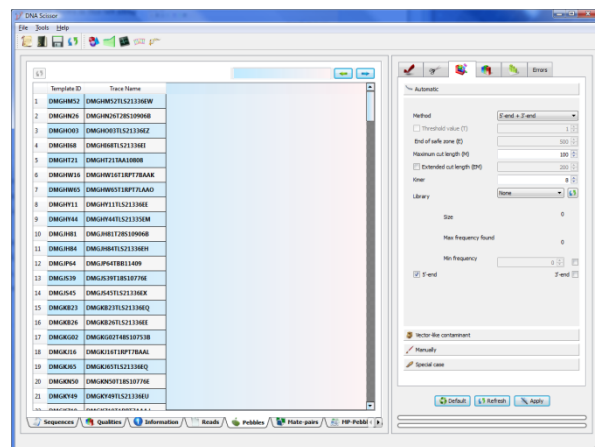 DNA Scissor
File Tools Help
Template ID Trace Name
1 DMGHM52 DMGHM52TLS21336EW
2 DMGHN26 DMGHN26T28S10906B
3 DMGHO03 DMGHO03TLS21336EZ
4 DMGHI68 DMGHI68TLS21336EI
5 DMGHT21 DMGHT21TAA10808
6 DMGHW16 DMGHW16T1RPT7BAAK
7 DMGHW65 DMGHW65T1RPT7LAAO
8 DMGHY11 DMGHY11TLS21336EE
9 DMGHY44 DMGHY44TLS21335EM
10 DMGJH81 DMGJH81T28S10906B
11 DMGJH84 DMGJH84TLS21336EH
12 DMGJP64 DMGJP64TBB11409
13 DMGJS39 DMGJS39T18S10776E
14 DMGJS45 DMGJS45TLS21336EX
15 DMGKB23 DMGKB23TLS21336EQ
16 DMGKB26 DMGKB26TLS21336EE
17 DMGKG02 DMGKG02T48S10753B
18 DMGKJ16 DMGKJ16T1RPT7BAAL
19 DMGKJ65 DMGKJ65TLS21336EQ
20 DMGKN50 DMGKN50T18S10776E
21 DMGKY49 DMGKY49TLS21336EU
Sequences Qualities Information Reads Pebbles Mate-pairs MP-Pebbl
Errors
Automatic
Method 5'-end + 3'-end
Threshold value (T) 1
End of safe zone (E) 500
Maximum cut length (M) 100
Extended cut length (EM) 200
Kmer 8
Library None
Size 0
Max frequency found 0
Min frequency 0
5'-end 3'-end
Vector-like contaminant
Manually
Special case
Default Refresh Apply